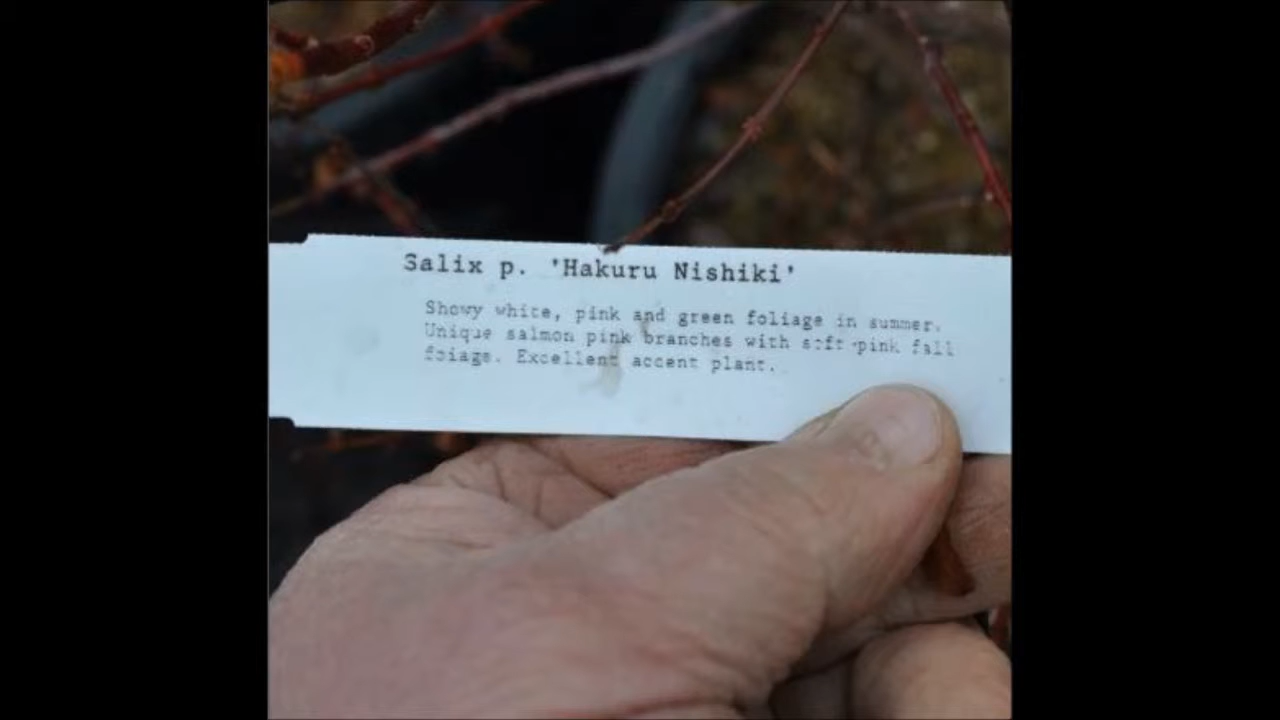 Salix p. 'Hakuru Nishiki'
Showy white, pink and green foliage in summer.
Unique salmon pink branches with soft pink fall
foiage. Excellent accent plant.